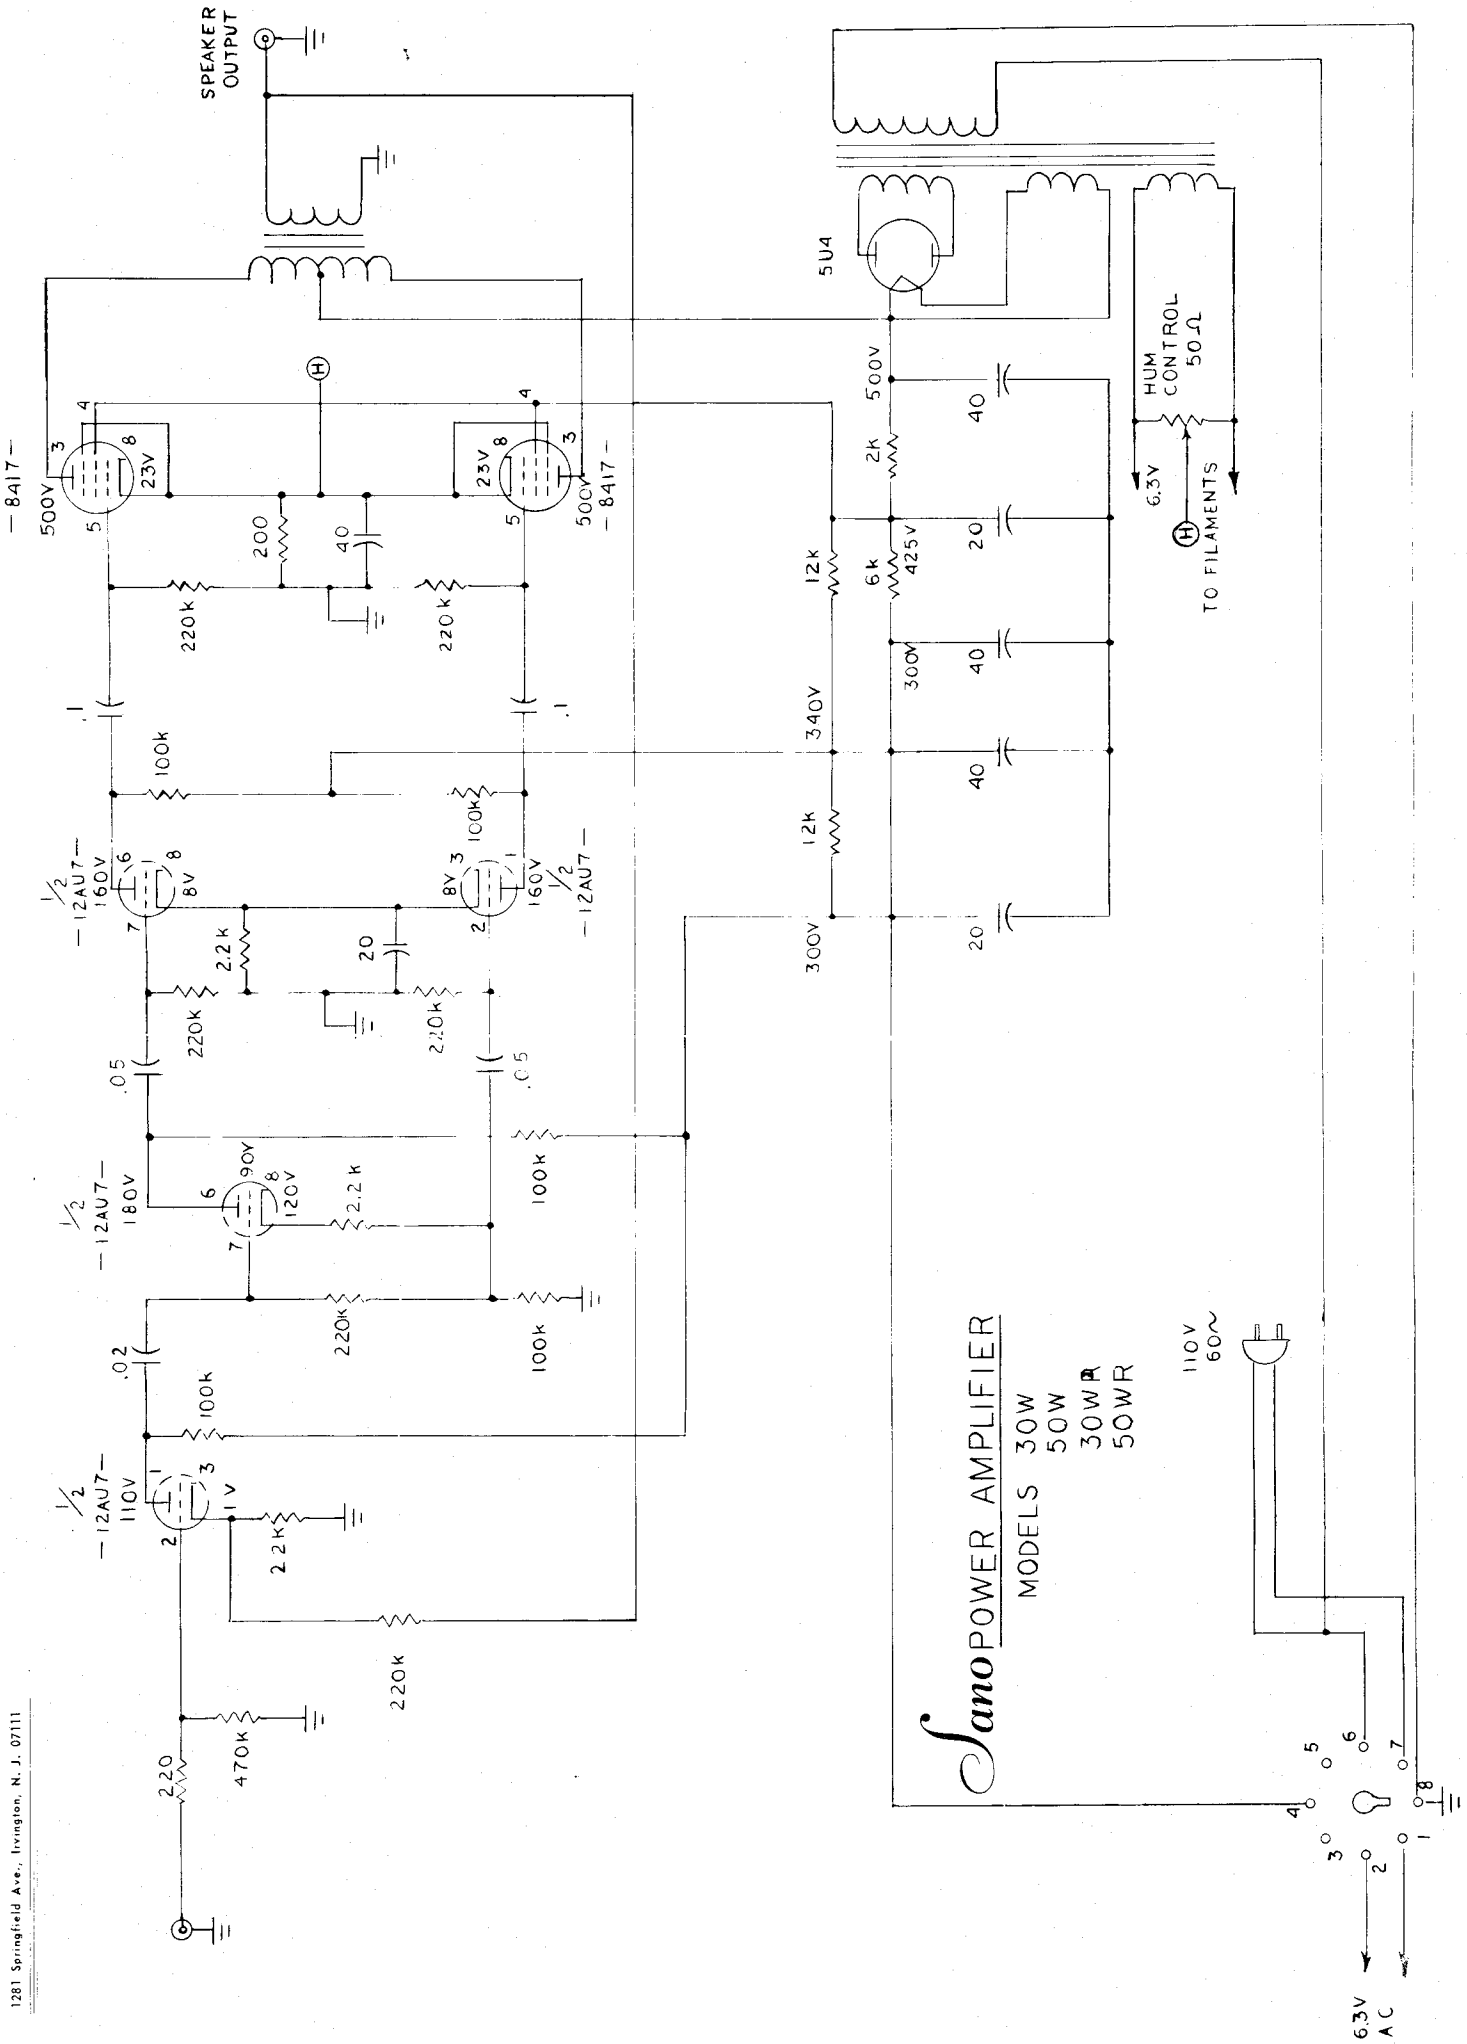 1281 Springfield Ave., Irvington, N. J. 07111
220
470K
220K
1/2
-12AU7-
110V
1
2
3
1V
2.2K
100K
.02
220K
100K
1/2
-12AU7-
180V
6
7
90V
8
120V
2.2K
100K
.05
.05
220K
220K
2.2K
20
1/2
-12AU7-
160V
6
7
8
8V
8V
3
2
1
160V
1/2
-12AU7-
100K
100K
.1
.1
220K
220K
200
40
-8417-
500V
3
4
5
8
23V
23V
8
4
5
3
500V
-8417-
H
SPEAKER
OUTPUT
5U4
500V
2K
40
12K
6K
425V
20
340V
300V
40
40
12K
300V
20
HUM
CONTROL
50Ω
6.3V
H
TO FILAMENTS
Sano POWER AMPLIFIER
MODELS 30W
50W
30WR
50WR
110V
60~
4
5
3
6
2
7
1
8
6.3V
AC